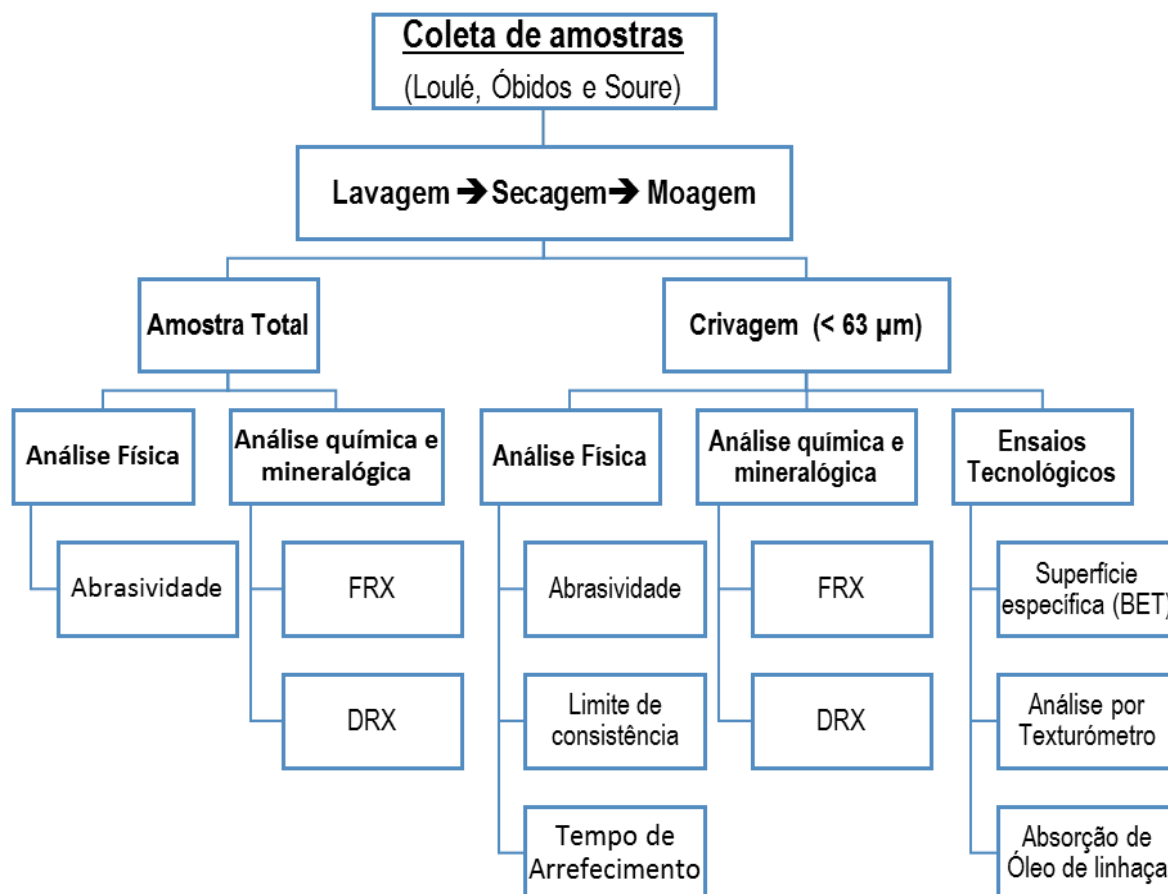 Coleta de amostras
(Loulé, Óbidos e Soure)
Lavagem ➔ Secagem ➔ Moagem
Amostra Total
Crivagem (< 63 µm)
Análise Física
Análise química e
mineralógica
Análise Física
Análise química e
mineralógica
Ensaios
Tecnológicos
Abrasividade
FRX
Abrasividade
FRX
Superfície
específica (BET)
DRX
Limite de
consistência
DRX
Análise por
Texturómetro
Tempo de
Arrefecimento
Absorção de
Óleo de linhaça